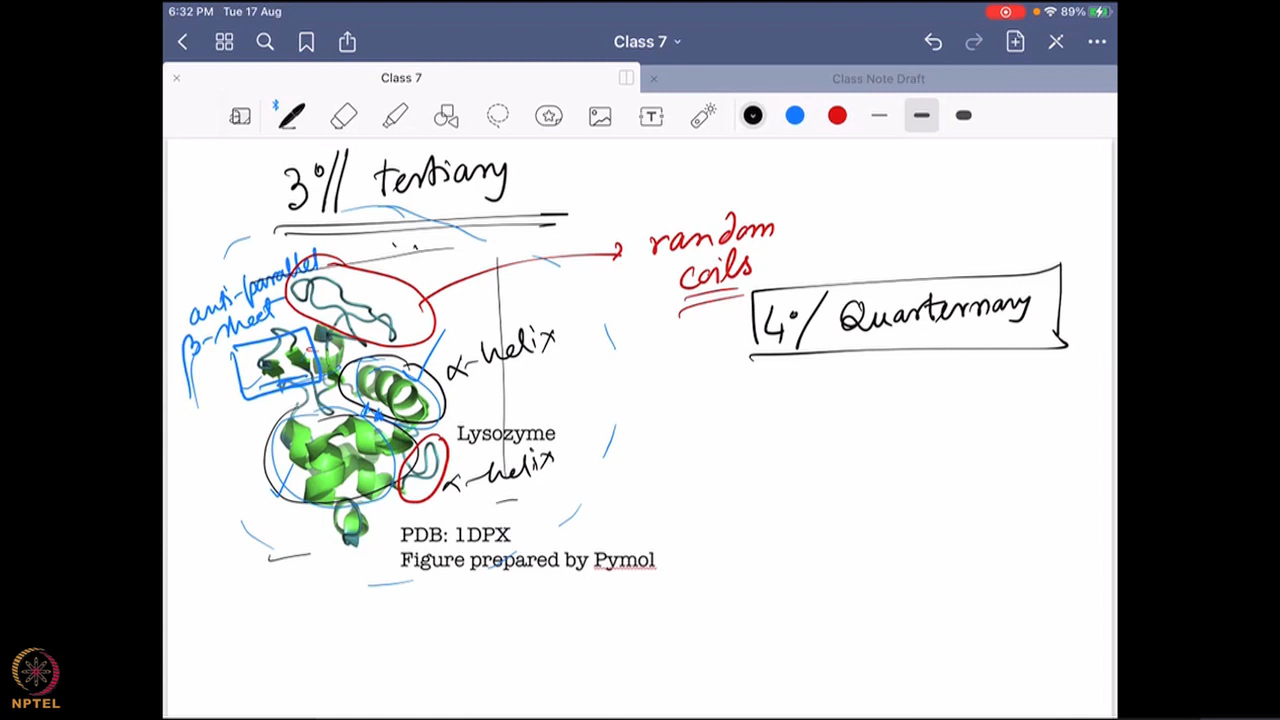 6:32 PM Tue 17 Aug
89%
Class 7
Class 7
Class Note Draft
T
3°// tertiary
random
coils
anti-parallel
β-sheet
4°/ Quarternary
α-helix
Lysozyme
α-helix
PDB: 1DPX
Figure prepared by Pymol
NPTEL